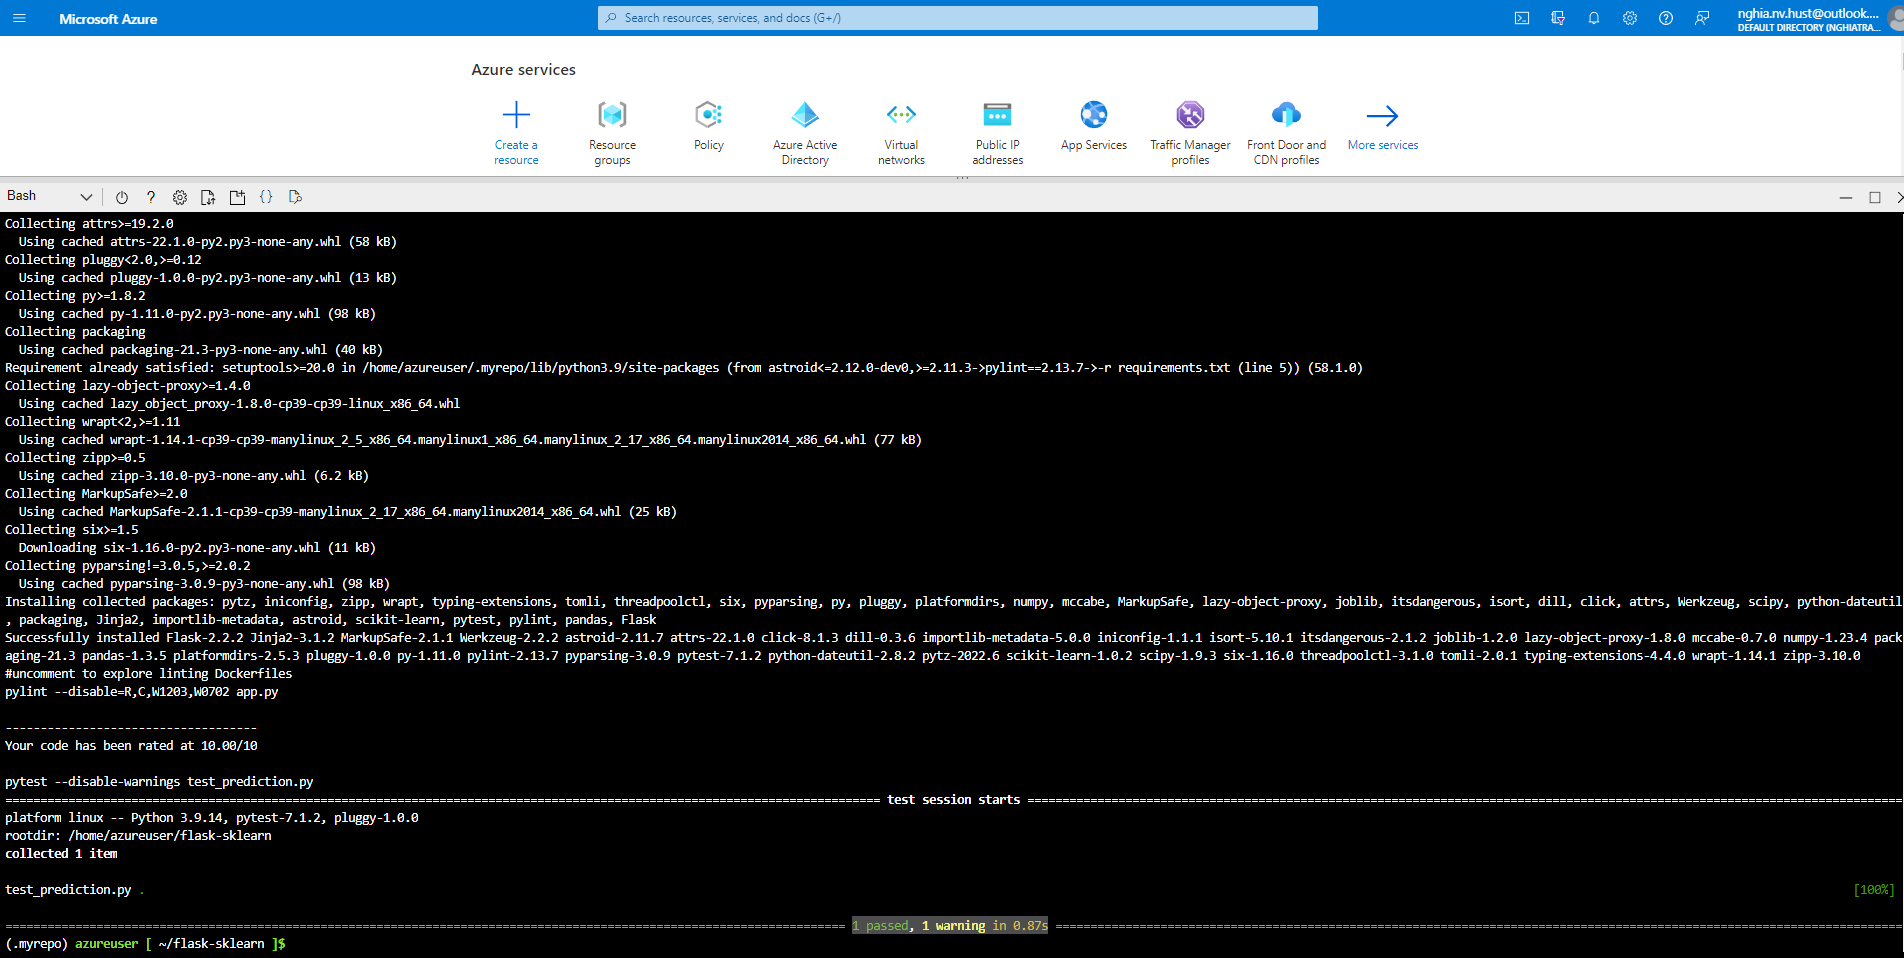 Microsoft Azure
Search resources, services, and docs (G+/)
nghia.nv.hust@outlook....
DEFAULT DIRECTORY (NGHIATRA...
Azure services
Create a resource
Resource groups
Policy
Azure Active Directory
Virtual networks
Public IP addresses
App Services
Traffic Manager profiles
Front Door and CDN profiles
More services
Bash
Collecting attrs>=19.2.0
  Using cached attrs-22.1.0-py2.py3-none-any.whl (58 kB)
Collecting pluggy<2.0,>=0.12
  Using cached pluggy-1.0.0-py2.py3-none-any.whl (13 kB)
Collecting py>=1.8.2
  Using cached py-1.11.0-py2.py3-none-any.whl (98 kB)
Collecting packaging
  Using cached packaging-21.3-py3-none-any.whl (40 kB)
Requirement already satisfied: setuptools>=20.0 in /home/azureuser/.myrepo/lib/python3.9/site-packages (from astroid<=2.12.0-dev0,>=2.11.3->pylint==2.13.7->-r requirements.txt (line 5)) (58.1.0)
Collecting lazy-object-proxy>=1.4.0
  Using cached lazy_object_proxy-1.8.0-cp39-cp39-linux_x86_64.whl
Collecting wrapt<2,>=1.11
  Using cached wrapt-1.14.1-cp39-cp39-manylinux_2_5_x86_64.manylinux1_x86_64.manylinux_2_17_x86_64.manylinux2014_x86_64.whl (77 kB)
Collecting zipp>=0.5
  Using cached zipp-3.10.0-py3-none-any.whl (6.2 kB)
Collecting MarkupSafe>=2.0
  Using cached MarkupSafe-2.1.1-cp39-cp39-manylinux_2_17_x86_64.manylinux2014_x86_64.whl (25 kB)
Collecting six>=1.5
  Downloading six-1.16.0-py2.py3-none-any.whl (11 kB)
Collecting pyparsing!=3.0.5,>=2.0.2
  Using cached pyparsing-3.0.9-py3-none-any.whl (98 kB)
Installing collected packages: pytz, iniconfig, zipp, wrapt, typing-extensions, tomli, threadpoolctl, six, pyparsing, py, pluggy, platformdirs, numpy, mccabe, MarkupSafe, lazy-object-proxy, joblib, itsdangerous, isort, dill, click, attrs, Werkzeug, scipy, python-dateutil
, packaging, Jinja2, importlib-metadata, astroid, scikit-learn, pytest, pylint, pandas, Flask
Successfully installed Flask-2.2.2 Jinja2-3.1.2 MarkupSafe-2.1.1 Werkzeug-2.2.2 astroid-2.11.7 attrs-22.1.0 click-8.1.3 dill-0.3.6 importlib-metadata-5.0.0 iniconfig-1.1.1 isort-5.10.1 itsdangerous-2.1.2 joblib-1.2.0 lazy-object-proxy-1.8.0 mccabe-0.7.0 numpy-1.23.4 pack
aging-21.3 pandas-1.3.5 platformdirs-2.5.3 pluggy-1.0.0 py-1.11.0 pylint-2.13.7 pyparsing-3.0.9 pytest-7.1.2 python-dateutil-2.8.2 pytz-2022.6 scikit-learn-1.0.2 scipy-1.9.3 six-1.16.0 threadpoolctl-3.1.0 tomli-2.0.1 typing-extensions-4.4.0 wrapt-1.14.1 zipp-3.10.0
#uncomment to explore linting Dockerfiles
pylint --disable=R,C,W1203,W0702 app.py
------------------------------------
Your code has been rated at 10.00/10
pytest --disable-warnings test_prediction.py
============ test session starts ============
platform linux -- Python 3.9.14, pytest-7.1.2, pluggy-1.0.0
rootdir: /home/azureuser/flask-sklearn
collected 1 item
test_prediction.py . [100%]
============ 1 passed, 1 warning in 0.87s ============
(.myrepo) azureuser [ ~/flask-sklearn ]$